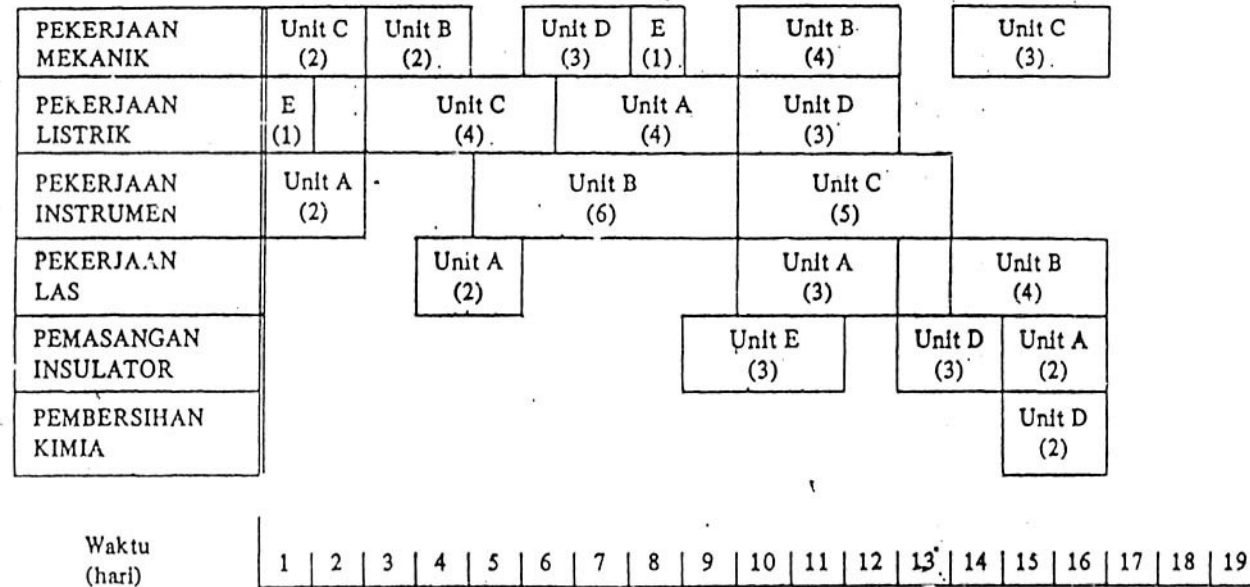 PEKERJAAN MEKANIK
Unit C (2)
Unit B (2)
Unit D (3)
E (1)
Unit B (4)
Unit C (3)
PEKERJAAN LISTRIK
E (1)
Unit C (4)
Unit A (4)
Unit D (3)
PEKERJAAN INSTRUMEN
Unit A (2)
Unit B (6)
Unit C (5)
PEKERJAAN LAS
Unit A (2)
Unit A (3)
Unit B (4)
PEMASANGAN INSULATOR
Unit E (3)
Unit D (3)
Unit A (2)
PEMBERSIHAN KIMIA
Unit D (2)
Waktu (hari)
1 2 3 4 5 6 7 8 9 10 11 12 13 14 15 16 17 18 19